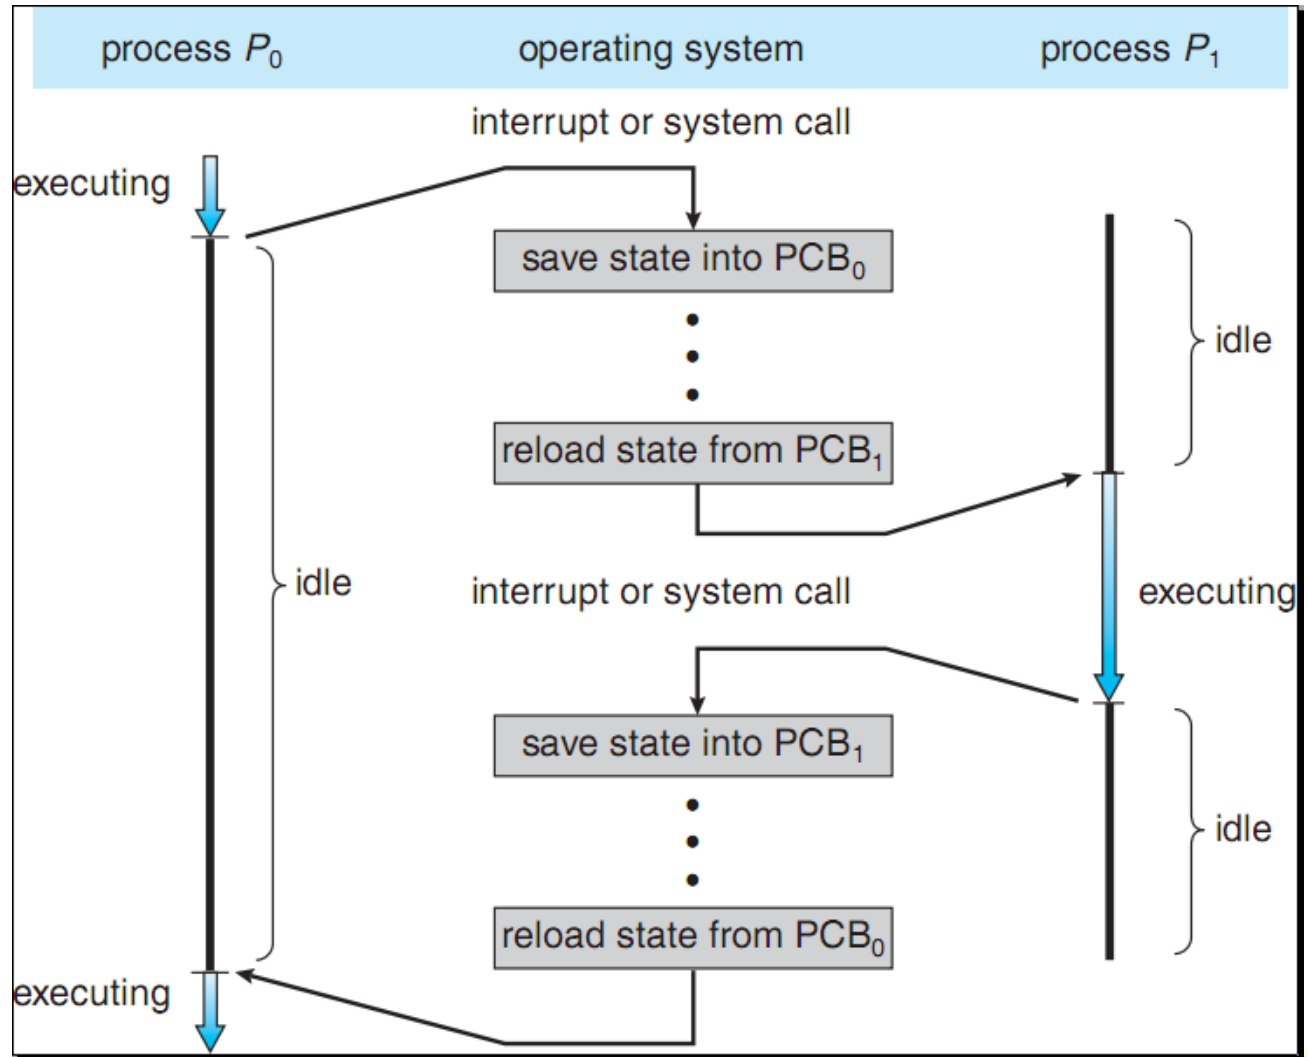 process P0
operating system
process P1
interrupt or system call
executing
save state into PCB0
idle
reload state from PCB1
idle
interrupt or system call
executing
save state into PCB1
idle
reload state from PCB0
executing